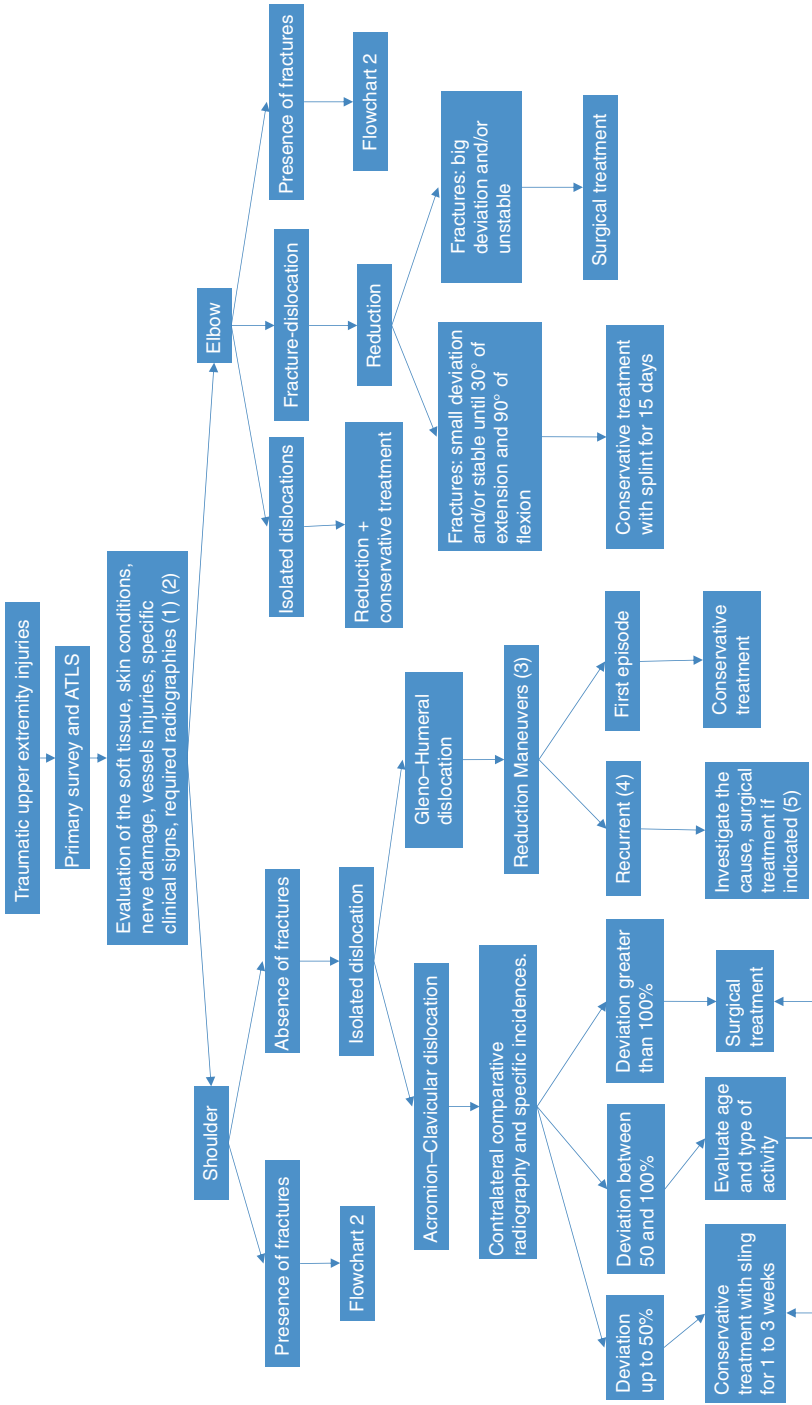 Traumatic upper extremity injuries
Primary survey and ATLS
Evaluation of the soft tissue, skin conditions,
nerve damage, vessels injuries, specific
clinical signs, required radiographies (1) (2)
Shoulder
Elbow
Presence of fractures
Absence of fractures
Isolated dislocations
Fracture-dislocation
Presence of fractures
Flowchart 2
Isolated dislocation
Reduction +
conservative treatment
Reduction
Flowchart 2
Acromion–Clavicular dislocation
Gleno–Humeral
dislocation
Fractures: small deviation
and/or stable until 30° of
extension and 90° of
flexion
Fractures: big
deviation and/or
unstable
Contralateral comparative
radiography and specific incidences.
Reduction Maneuvers (3)
Deviation
up to 50%
Deviation between
50 and 100%
Deviation greater
than 100%
Recurrent (4)
First episode
Conservative treatment
with splint for 15 days
Surgical treatment
Conservative
treatment with sling
for 1 to 3 weeks
Evaluate age
and type of
activity
Surgical
treatment
Investigate the
cause, surgical
treatment if
indicated (5)
Conservative
treatment